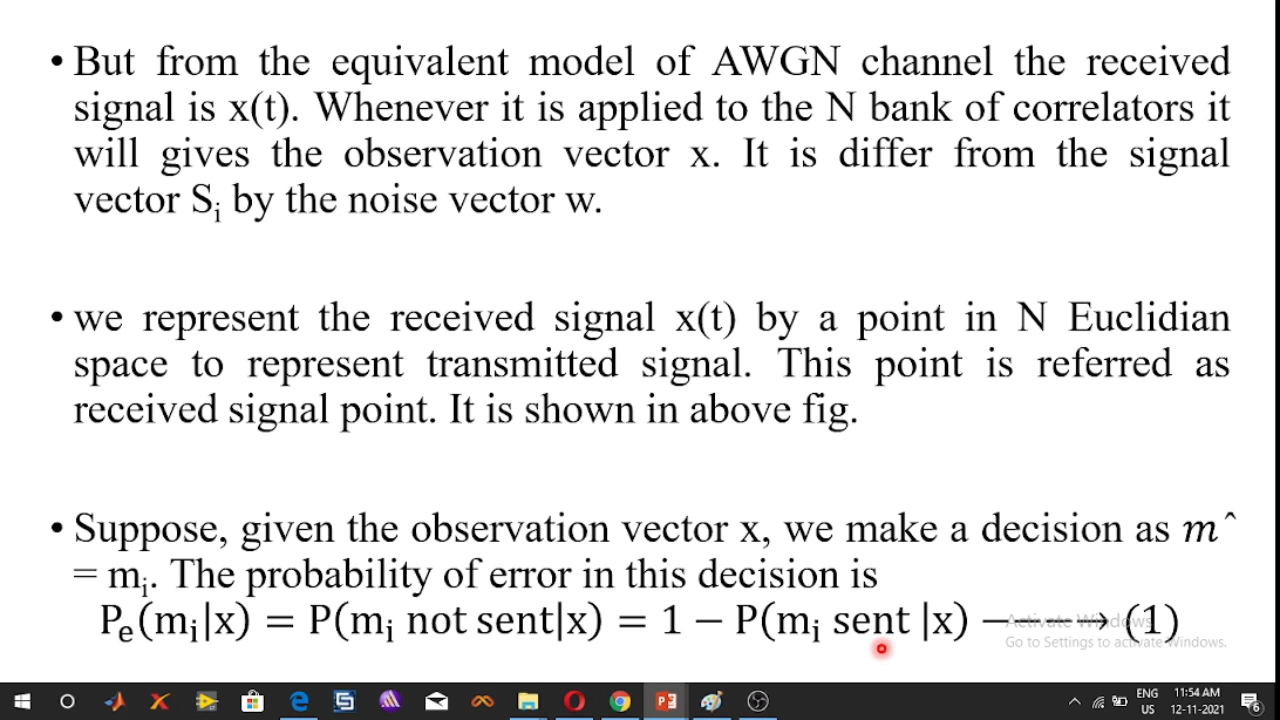 • But from the equivalent model of AWGN channel the received
signal is x(t). Whenever it is applied to the N bank of correlators it
will gives the observation vector x. It is differ from the signal
vector Sᵢ by the noise vector w.
• we represent the received signal x(t) by a point in N Euclidian
space to represent transmitted signal. This point is referred as
received signal point. It is shown in above fig.
• Suppose, given the observation vector x, we make a decision as m^
= mᵢ. The probability of error in this decision is
Pₑ(mᵢ|x) = P(mᵢ not sent|x) = 1 − P(mᵢ sent |x) −−−→ (1)
Activate Windows
Go to Settings to activate Windows.
ENG 11:54 AM
US 12-11-2021 6